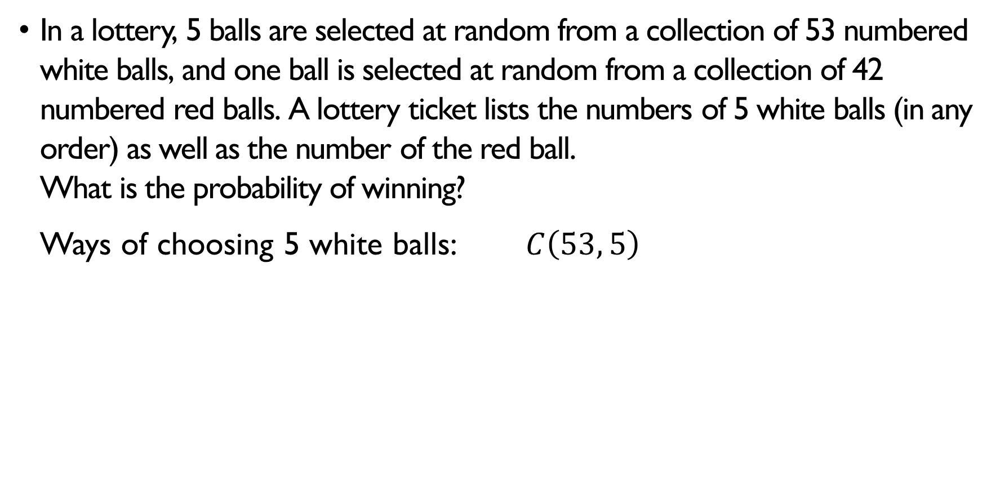 • In a lottery, 5 balls are selected at random from a collection of 53 numbered
white balls, and one ball is selected at random from a collection of 42
numbered red balls. A lottery ticket lists the numbers of 5 white balls (in any
order) as well as the number of the red ball.
What is the probability of winning?
Ways of choosing 5 white balls: C(53, 5)